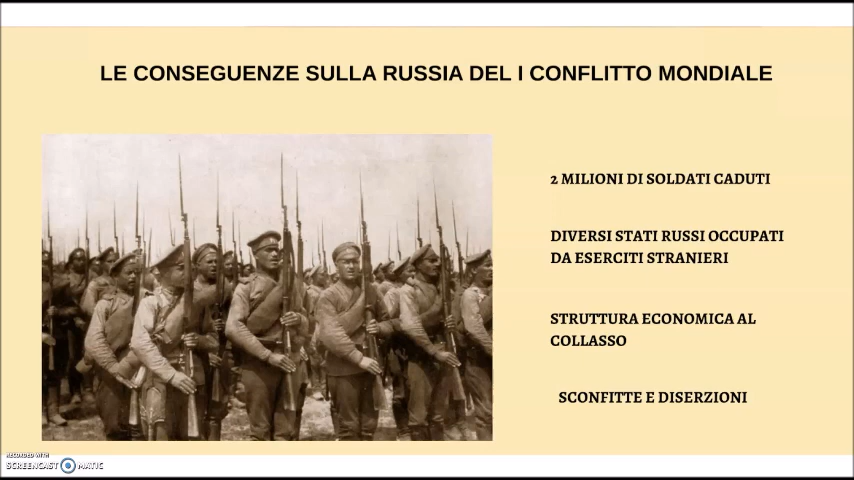 LE CONSEGUENZE SULLA RUSSIA DEL I CONFLITTO MONDIALE
2 MILIONI DI SOLDATI CADUTI
DIVERSI STATI RUSSI OCCUPATI
DA ESERCITI STRANIERI
STRUTTURA ECONOMICA AL
COLLASSO
SCONFITTE E DISERZIONI
RECORDED WITH
SCREENCAST MATIC